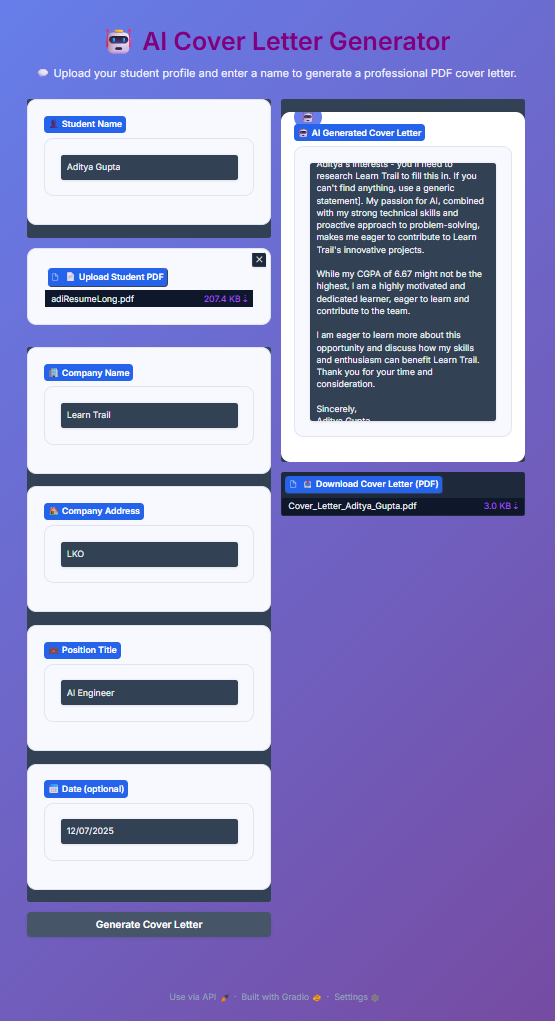 AI Cover Letter Generator
Upload your student profile and enter a name to generate a professional PDF cover letter.
Student Name
Aditya Gupta
Upload Student PDF
adiResumeLong.pdf 207.4 KB ⇣
Company Name
Learn Trail
Company Address
LKO
Position Title
AI Engineer
Date (optional)
12/07/2025
Generate Cover Letter
AI Generated Cover Letter
Aditya's interests - you'll need to
research Learn Trail to fill this in. If you
can't find anything, use a generic
statement]. My passion for AI, combined
with my strong technical skills and
proactive approach to problem-solving,
makes me eager to contribute to Learn
Trail's innovative projects.
While my CGPA of 6.67 might not be the
highest, I am a highly motivated and
dedicated learner, eager to learn and
contribute to the team.
I am eager to learn more about this
opportunity and discuss how my skills
and enthusiasm can benefit Learn Trail.
Thank you for your time and
consideration.
Sincerely,
Aditya Gupta
Download Cover Letter (PDF)
Cover_Letter_Aditya_Gupta.pdf 3.0 KB ⇣
Use via API · Built with Gradio · Settings